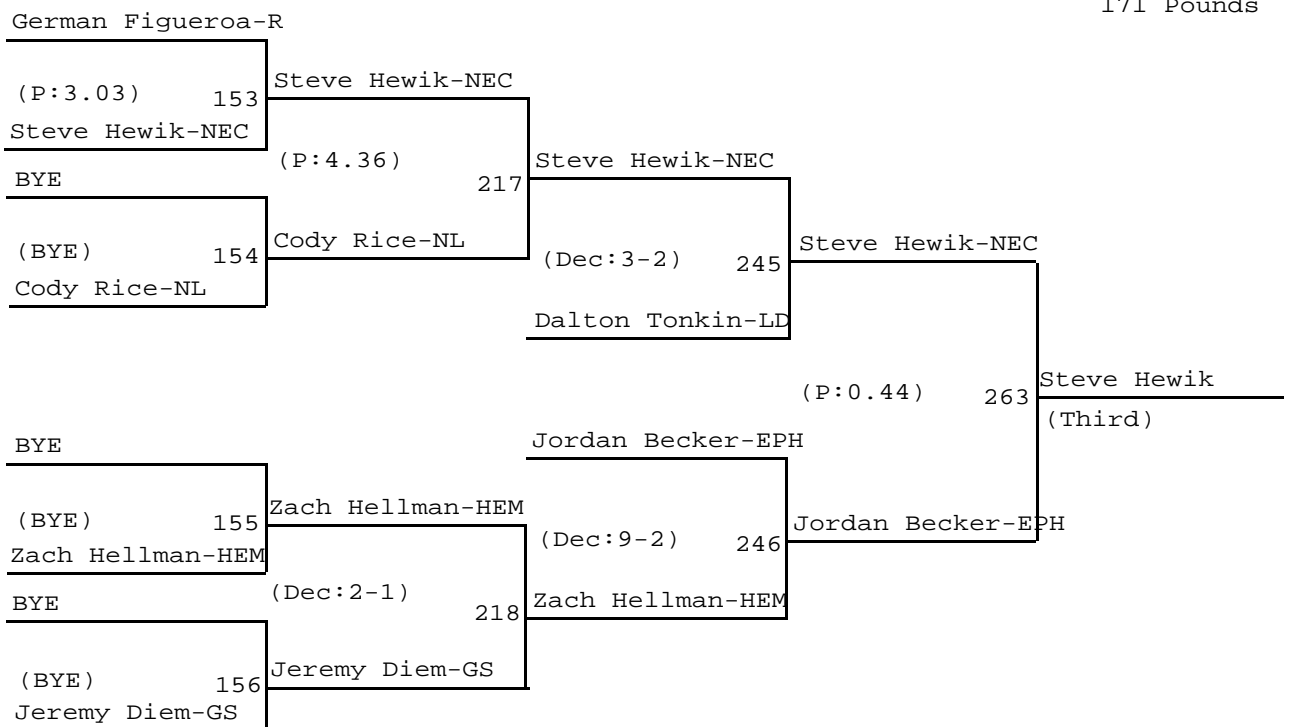 171 Pounds
German Figueroa-R
(P:3.03) 153
Steve Hewik-NEC
Steve Hewik-NEC
BYE
(P:4.36) 217
Steve Hewik-NEC
(BYE) 154
Cody Rice-NL
Cody Rice-NL
(Dec:3-2) 245
Steve Hewik-NEC
Dalton Tonkin-LD
(P:0.44) 263
Steve Hewik
(Third)
BYE
Jordan Becker-EPH
(BYE) 155
Zach Hellman-HEM
Zach Hellman-HEM
(Dec:9-2) 246
Jordan Becker-EPH
BYE
(Dec:2-1) 218
Zach Hellman-HEM
(BYE) 156
Jeremy Diem-GS
Jeremy Diem-GS